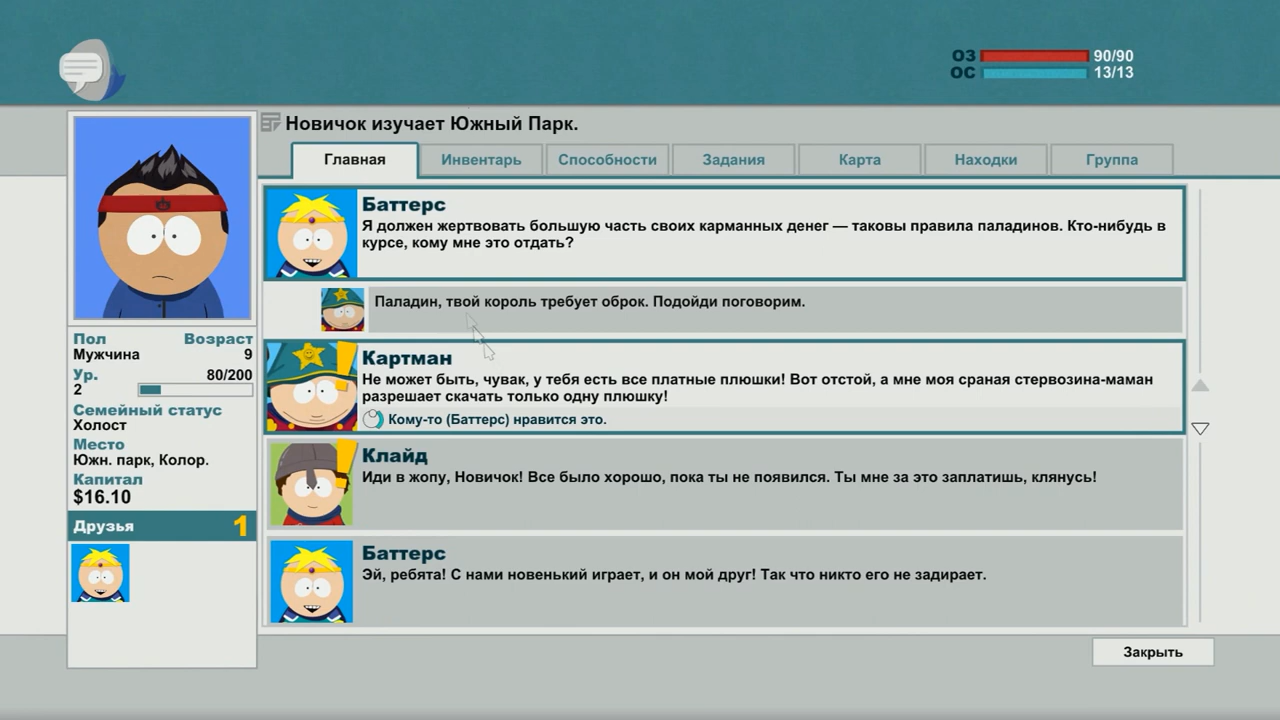 ОЗ 90/90
ОС 13/13
Новичок изучает Южный Парк.
Главная Инвентарь Способности Задания Карта Находки Группа
Баттерс
Я должен жертвовать большую часть своих карманных денег — таковы правила паладинов. Кто-нибудь в
курсе, кому мне это отдать?
Паладин, твой король требует оброк. Подойди поговорим.
Картман
Не может быть, чувак, у тебя есть все платные плюшки! Вот отстой, а мне моя сраная стервозина-маман
разрешает скачать только одну плюшку!
Кому-то (Баттерс) нравится это.
Клайд
Иди в жопу, Новичок! Все было хорошо, пока ты не появился. Ты мне за это заплатишь, клянусь!
Баттерс
Эй, ребята! С нами новенький играет, и он мой друг! Так что никто его не задирает.
Пол Возраст
Мужчина 9
Ур. 80/200
2
Семейный статус
Холост
Место
Южн. парк, Колор.
Капитал
$16.10
Друзья 1
Закрыть